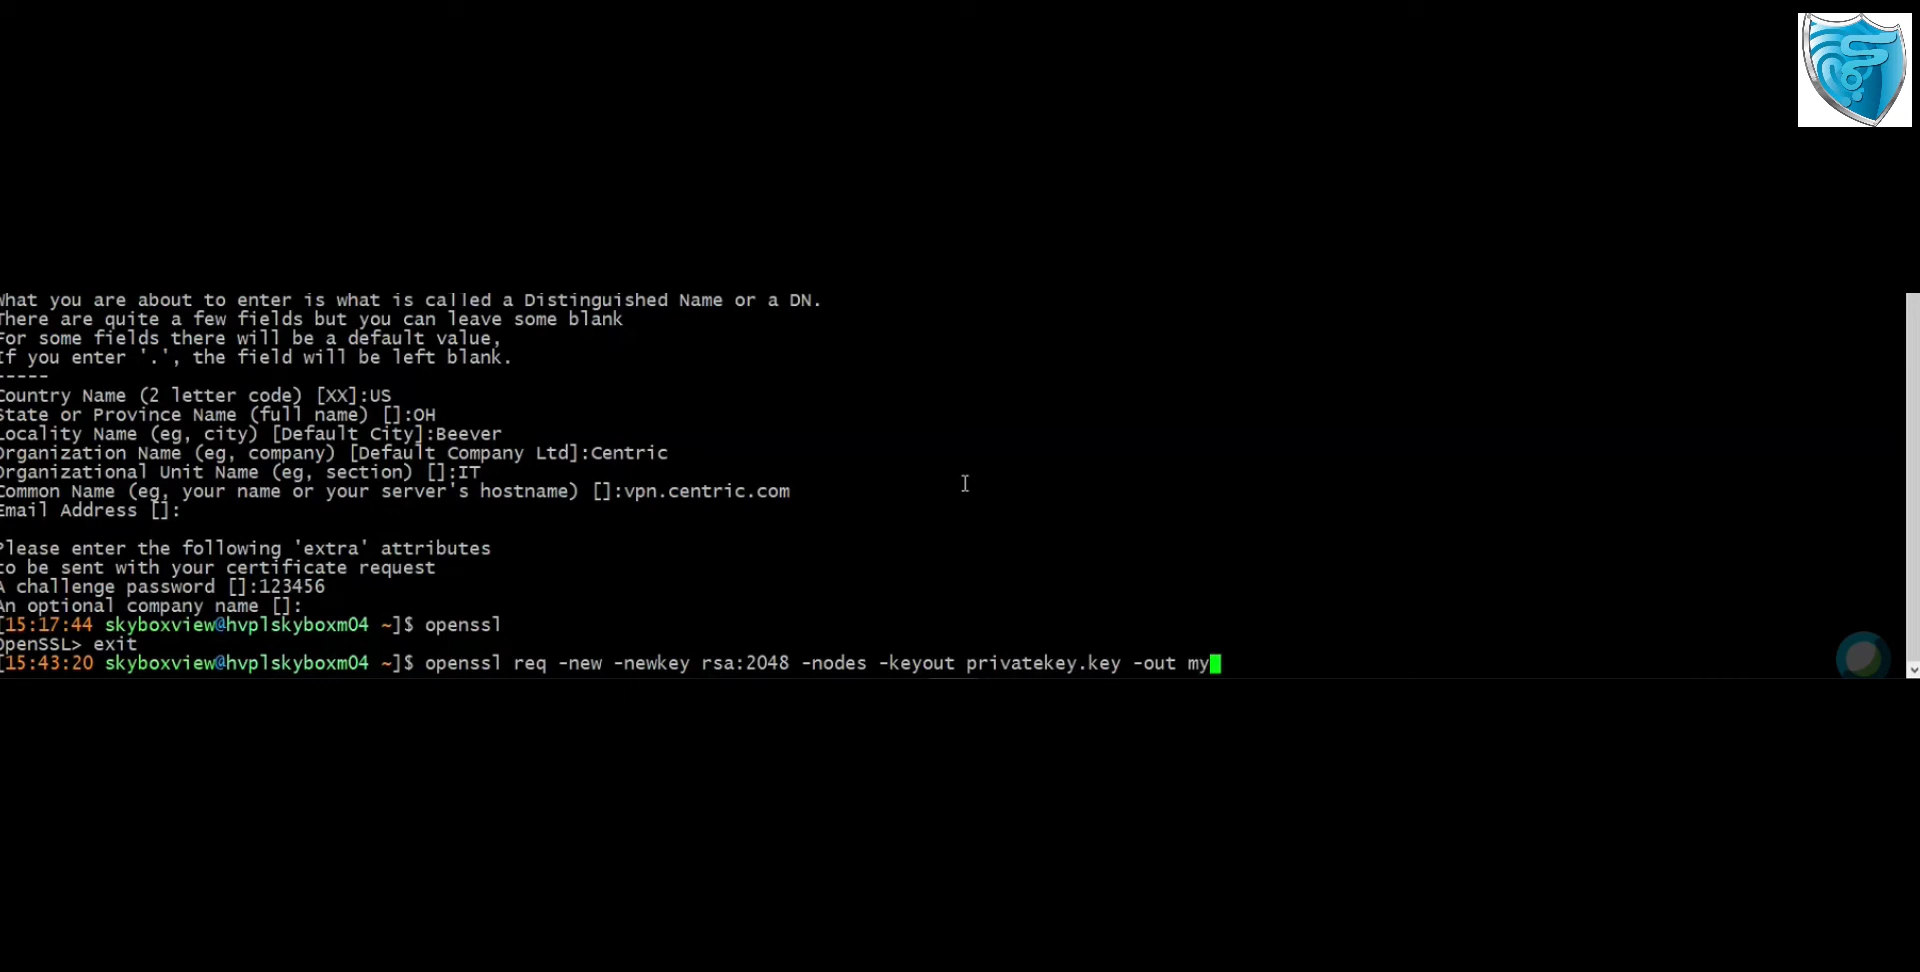 What you are about to enter is what is called a Distinguished Name or a DN.
There are quite a few fields but you can leave some blank
For some fields there will be a default value,
If you enter '.', the field will be left blank.
-----
Country Name (2 letter code) [XX]:US
State or Province Name (full name) []:OH
Locality Name (eg, city) [Default City]:Beever
Organization Name (eg, company) [Default Company Ltd]:Centric
Organizational Unit Name (eg, section) []:IT
Common Name (eg, your name or your server's hostname) []:vpn.centric.com
Email Address []:
Please enter the following 'extra' attributes
to be sent with your certificate request
A challenge password []:123456
An optional company name []:
[15:17:44 skyboxview@hvplskyboxm04 ~]$ openssl
OpenSSL> exit
[15:43:20 skyboxview@hvplskyboxm04 ~]$ openssl req -new -newkey rsa:2048 -nodes -keyout privatekey.key -out my